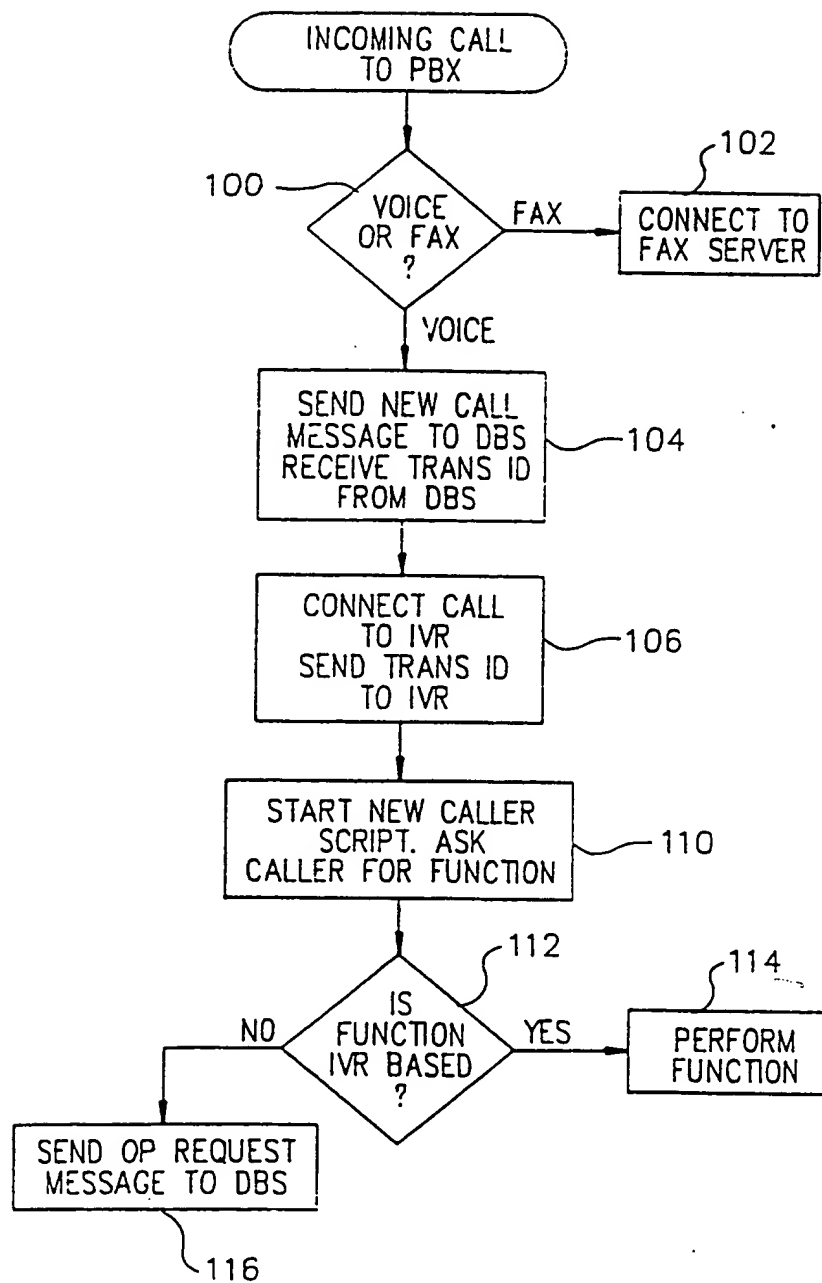 INCOMING CALL
TO PBX
100
VOICE
OR FAX
?
FAX
102
CONNECT TO
FAX SERVER
VOICE
SEND NEW CALL
MESSAGE TO DBS
RECEIVE TRANS ID
FROM DBS
104
CONNECT CALL
TO IVR
SEND TRANS ID
TO IVR
106
START NEW CALLER
SCRIPT. ASK
CALLER FOR FUNCTION
110
112
IS
FUNCTION
IVR BASED
?
NO
YES
114
PERFORM
FUNCTION
SEND OP REQUEST
MESSAGE TO DBS
116